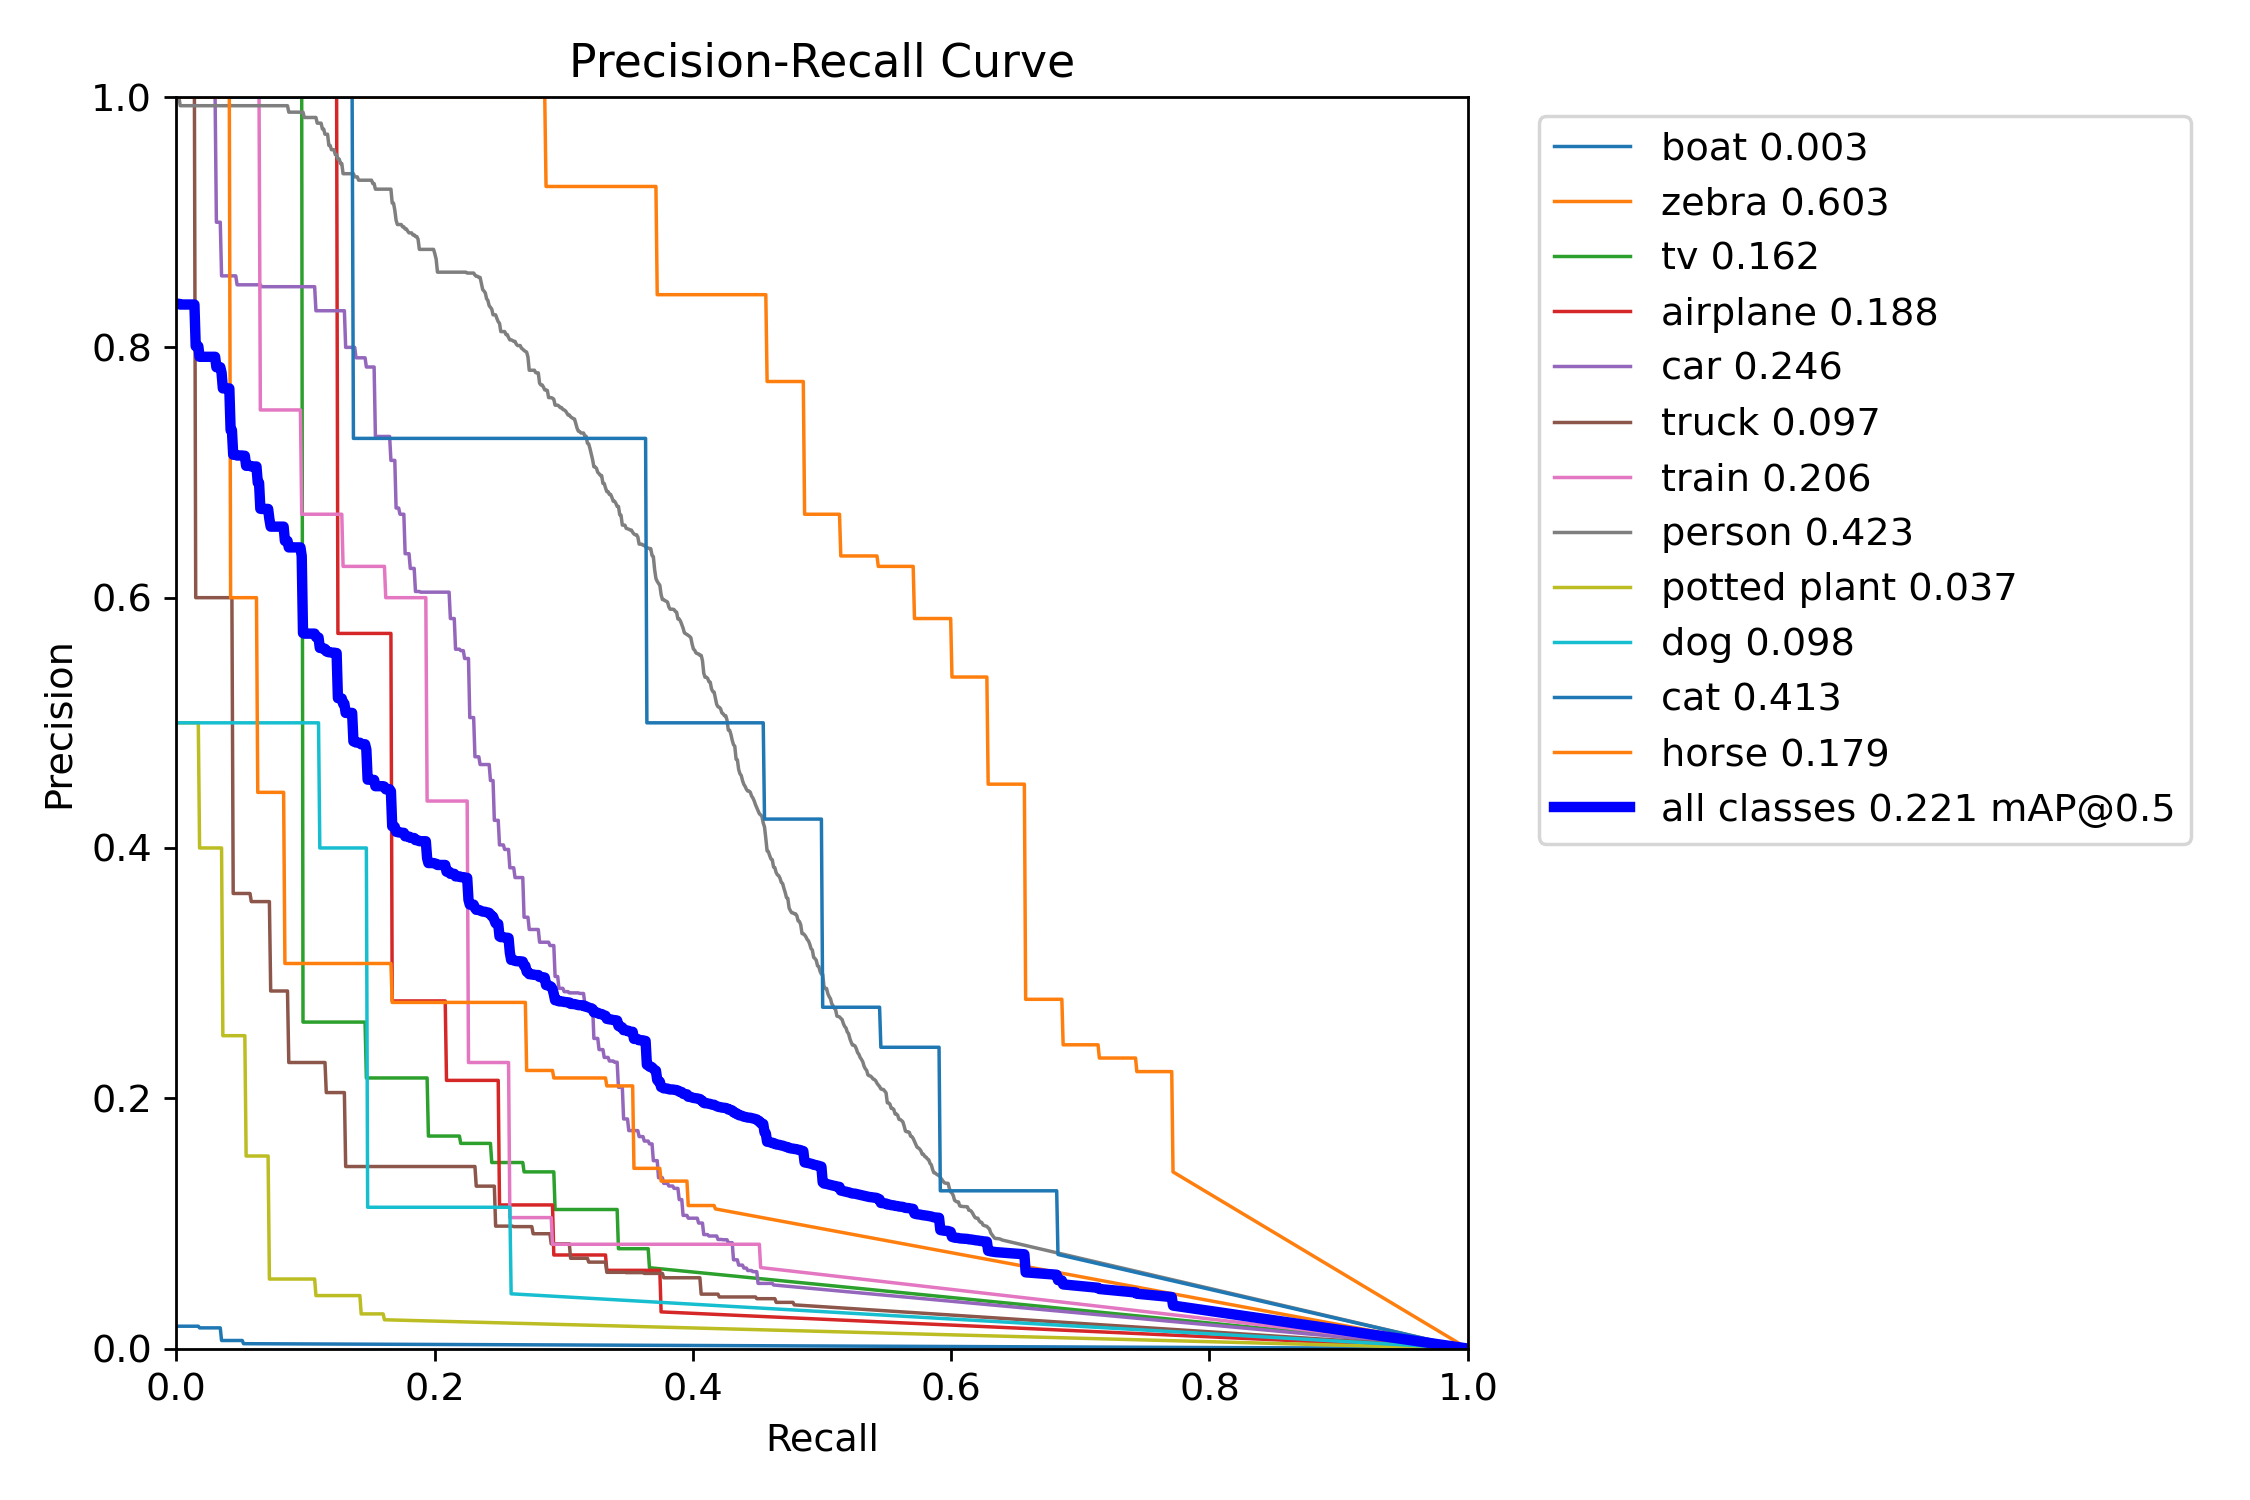 Precision-Recall Curve
1.0
0.8
0.6
0.4
0.2
0.0
Precision
0.0 0.2 0.4 0.6 0.8 1.0
Recall
boat 0.003
zebra 0.603
tv 0.162
airplane 0.188
car 0.246
truck 0.097
train 0.206
person 0.423
potted plant 0.037
dog 0.098
cat 0.413
horse 0.179
all classes 0.221 mAP@0.5